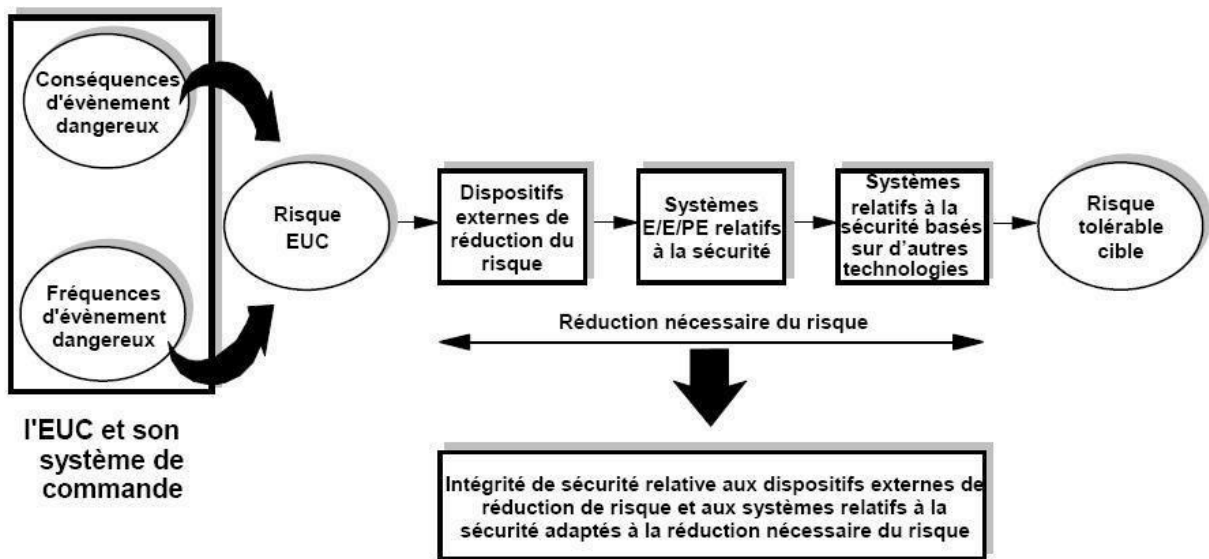 Conséquences
d'évènement
dangereux
Fréquences
d'évènement
dangereux
l'EUC et son
système de
commande
Risque
EUC
Dispositifs
externes de
réduction du
risque
Systèmes
E/E/PE relatifs
à la sécurité
Systèmes
relatifs à la
sécurité basés
sur d'autres
technologies
Risque
tolérable
cible
Réduction nécessaire du risque
Intégrité de sécurité relative aux dispositifs externes de
réduction de risque et aux systèmes relatifs à la
sécurité adaptés à la réduction nécessaire du risque